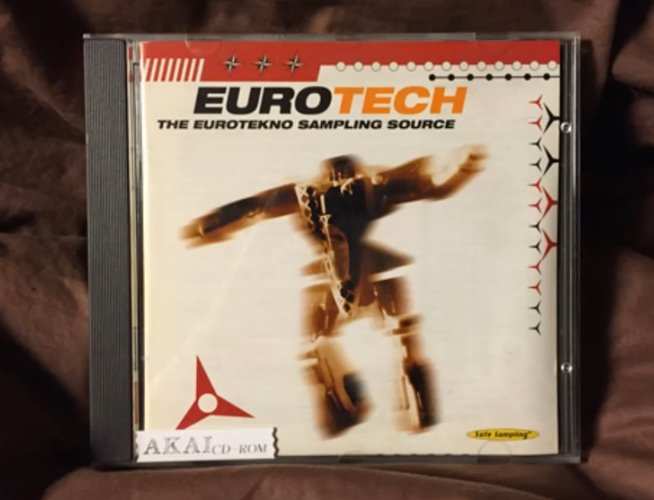 EUROTECH
THE EUROTEKNO SAMPLING SOURCE
AKAI CD-ROM
Safe Sampling